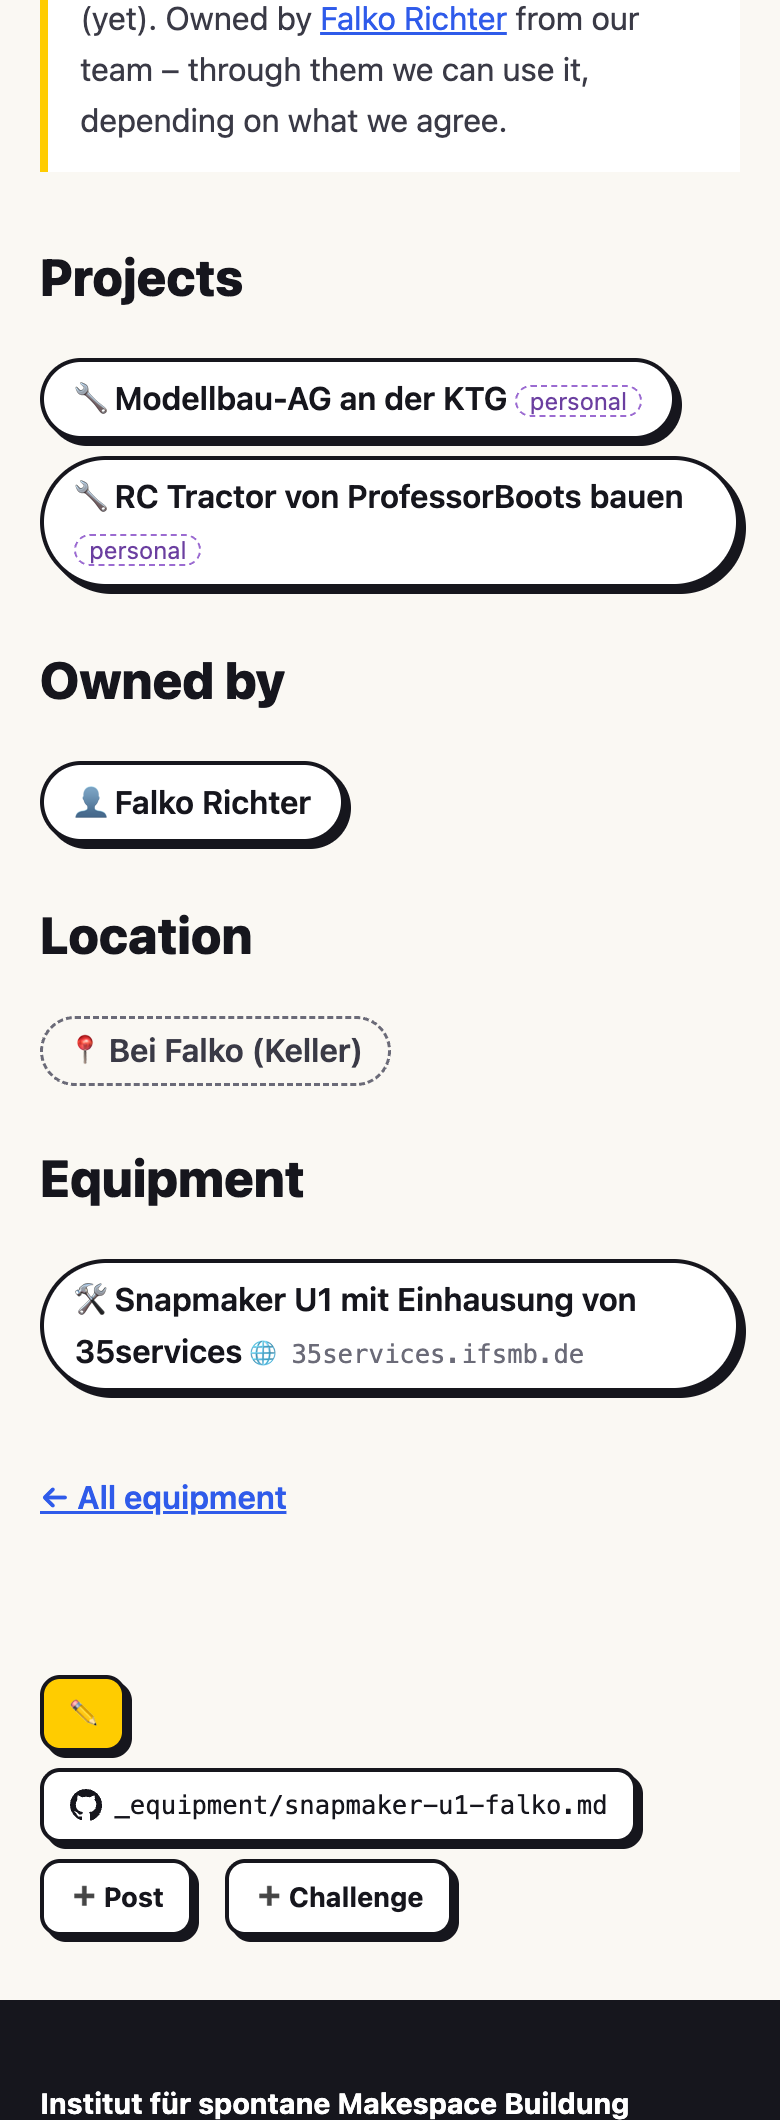 (yet). Owned by Falko Richter from our
team – through them we can use it,
depending on what we agree.
Projects
🔧 Modellbau-AG an der KTG personal
🔧 RC Tractor von ProfessorBoots bauen
personal
Owned by
👤 Falko Richter
Location
📍 Bei Falko (Keller)
Equipment
🛠 Snapmaker U1 mit Einhausung von
35services 🌐 35services.ifsmb.de
← All equipment
✏️
_equipment/snapmaker-u1-falko.md
+ Post + Challenge
Institut für spontane Makespace Buildung